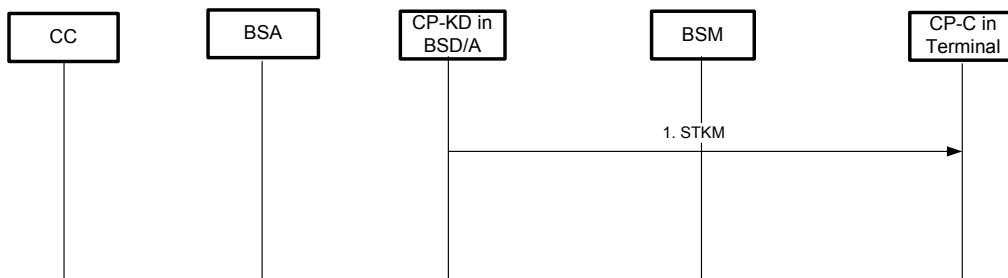 CC
BSA
CP-KD in
BSD/A
BSM
CP-C in
Terminal
1. STKM